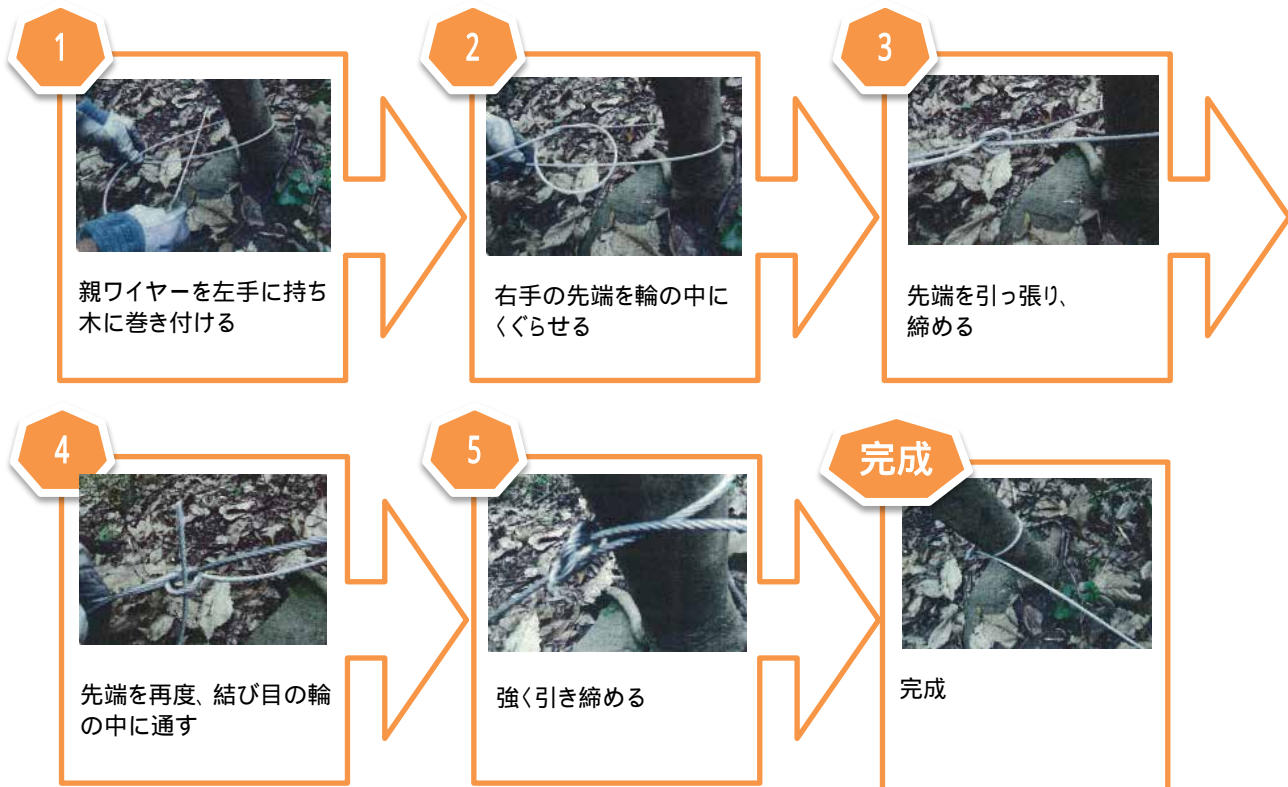 1
親ワイヤーを左手に持ち
木に巻き付ける
2
右手の先端を輪の中に
くぐらせる
3
先端を引っ張り、
締める
4
先端を再度、結び目の輪
の中に通す
5
強く引き締める
完成
完成